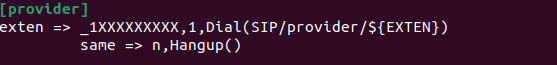 [provider]
exten => _1XXXXXXXXX,1,Dial(SIP/provider/${EXTEN})
same => n,Hangup()